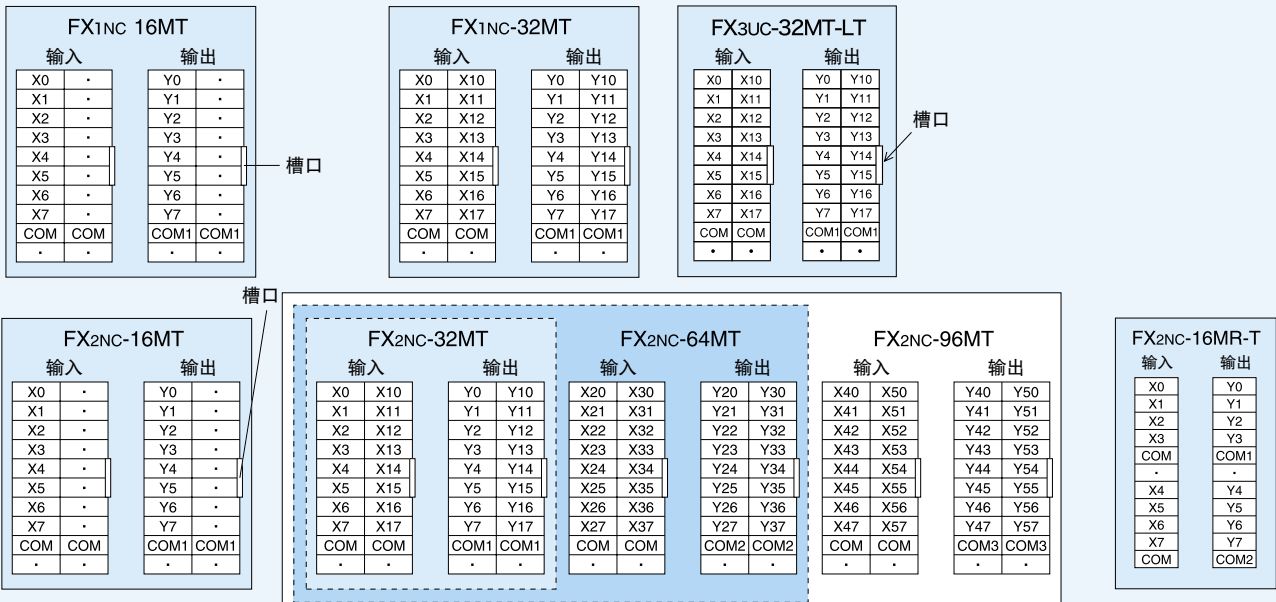 FX1NC 16MT
输入 输出
X0 · Y0 ·
X1 · Y1 ·
X2 · Y2 ·
X3 · Y3 ·
X4 · Y4 ·
X5 · Y5 ·
X6 · Y6 ·
X7 · Y7 ·
COM COM COM1 COM1
· · · ·
槽口
FX1NC-32MT
输入 输出
X0 X10 Y0 Y10
X1 X11 Y1 Y11
X2 X12 Y2 Y12
X3 X13 Y3 Y13
X4 X14 Y4 Y14
X5 X15 Y5 Y15
X6 X16 Y6 Y16
X7 X17 Y7 Y17
COM COM COM1 COM1
· · · ·
FX3UC-32MT-LT
输入 输出
X0 X10 Y0 Y10
X1 X11 Y1 Y11
X2 X12 Y2 Y12
X3 X13 Y3 Y13
X4 X14 Y4 Y14
X5 X15 Y5 Y15
X6 X16 Y6 Y16
X7 X17 Y7 Y17
COM COM COM1 COM1
· · · ·
槽口
槽口
FX2NC-16MT
输入 输出
X0 · Y0 ·
X1 · Y1 ·
X2 · Y2 ·
X3 · Y3 ·
X4 · Y4 ·
X5 · Y5 ·
X6 · Y6 ·
X7 · Y7 ·
COM COM COM1 COM1
· · · ·
FX2NC-32MT
输入 输出
X0 X10 Y0 Y10
X1 X11 Y1 Y11
X2 X12 Y2 Y12
X3 X13 Y3 Y13
X4 X14 Y4 Y14
X5 X15 Y5 Y15
X6 X16 Y6 Y16
X7 X17 Y7 Y17
COM COM COM1 COM1
· · · ·
FX2NC-64MT
输入 输出
X20 X30 Y20 Y30
X21 X31 Y21 Y31
X22 X32 Y22 Y32
X23 X33 Y23 Y33
X24 X34 Y24 Y34
X25 X35 Y25 Y35
X26 X36 Y26 Y36
X27 X37 Y27 Y37
COM COM COM2 COM2
· · · ·
FX2NC-96MT
输入 输出
X40 X50 Y40 Y50
X41 X51 Y41 Y51
X42 X52 Y42 Y52
X43 X53 Y43 Y53
X44 X54 Y44 Y54
X45 X55 Y45 Y55
X46 X56 Y46 Y56
X47 X57 Y47 Y57
COM COM COM3 COM3
· · · ·
FX2NC-16MR-T
输入 输出
X0 Y0
X1 Y1
X2 Y2
X3 Y3
COM COM1
· ·
X4 Y4
X5 Y5
X6 Y6
X7 Y7
COM COM2